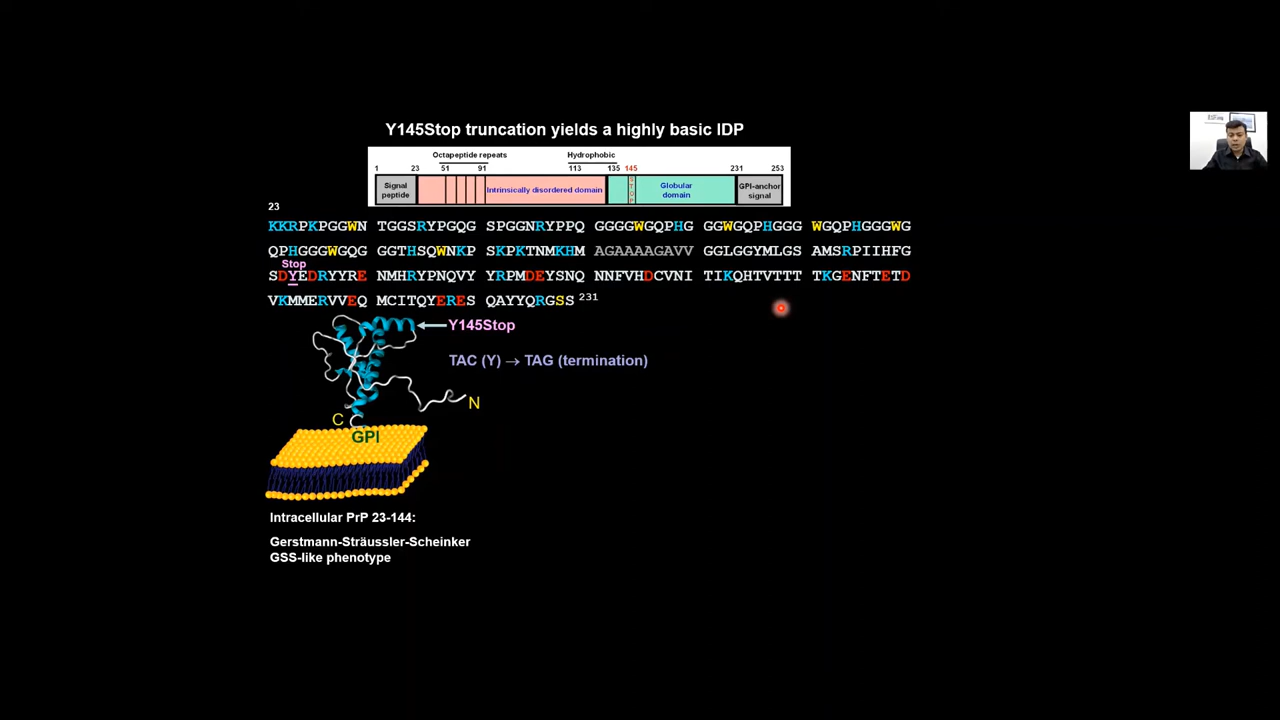 Y145Stop truncation yields a highly basic IDP
Octapeptide repeats Hydrophobic
1 23 51 91 113 135 145 231 253
Signal peptide Intrinsically disordered domain STOP Globular domain GPI-anchor signal
23
KKRPKPGGWN TGGSRYPGQG SPGGNRYPPQ GGGGWGQPHG GGWGQPHGGG WGQPHGGGWG
QPHGGGWGQG GGTHSQWNKP SKPKTNMKHM AGAAAAGAVV GGLGGYMLGS AMSRPIIHFG
Stop
SDYEDRYYRE NMHRYPNQVY YRPMDEYSNQ NNFVHDCVNI TIKQHTVTTT TKGENFTETD
VKMMERVVEQ MCITQYERES QAYYQRGSS 231
Y145Stop
TAC (Y) → TAG (termination)
N
C
GPI
Intracellular PrP 23-144:
Gerstmann-Sträussler-Scheinker
GSS-like phenotype